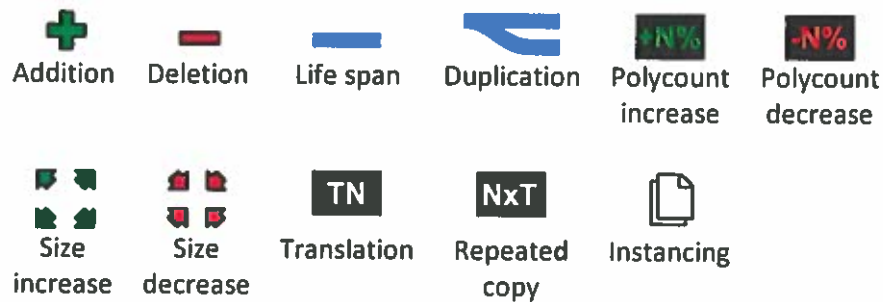 +N% -N%
Addition Deletion Life span Duplication Polycount Polycount
increase decrease
TN NxT
Size Size Translation Repeated Instancing
increase decrease copy